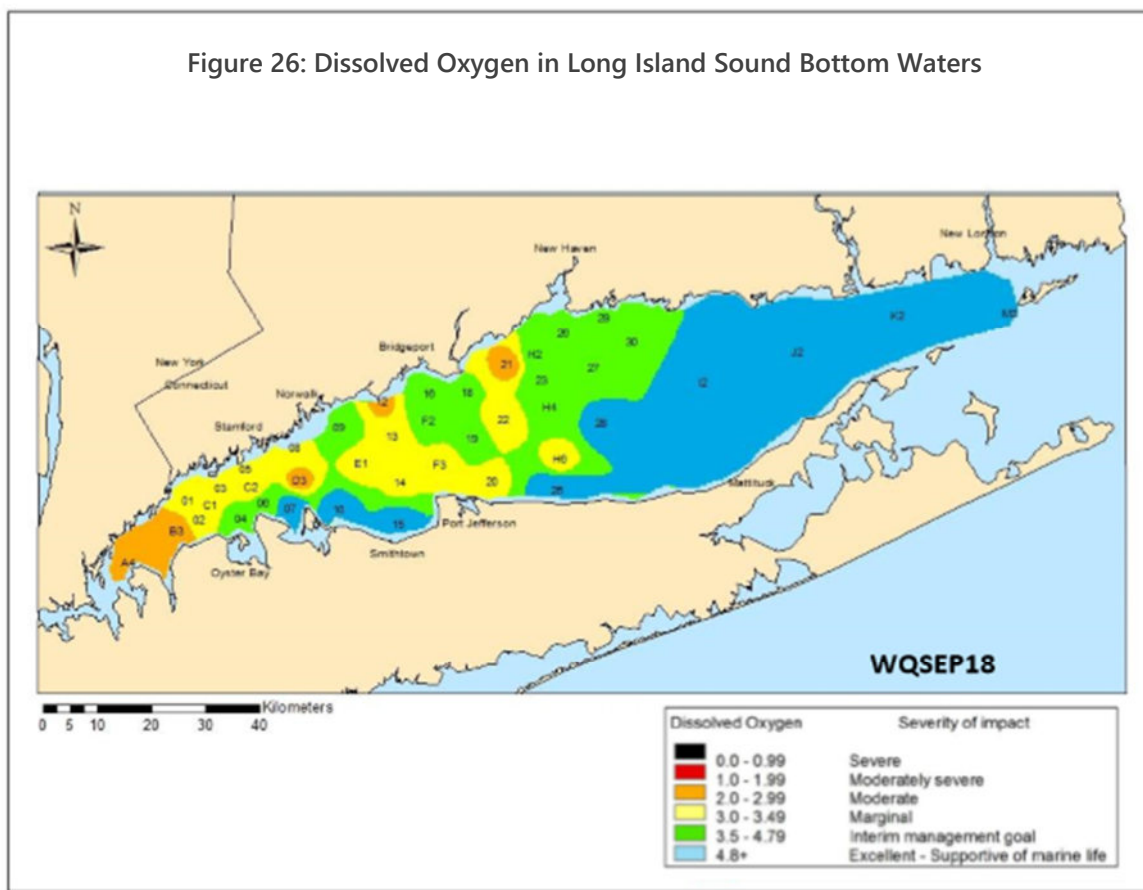 Figure 26: Dissolved Oxygen in Long Island Sound Bottom Waters
N
New London
New Haven
29
26
30
K2
M3
Bridgeport
H2
J2
New York
Connecticut
21
27
Norwalk
16
18
23
I2
12
H4
F2
22
28
09
13
19
Stamford
08
E1
F3
H6
05
D3
14
20
03
C2
Mattituck
01
C1
06
07
10
Port Jefferson
02
04
15
B3
Smithtown
A4
Oyster Bay
WQSEP18
Kilometers
0 5 10 20 30 40
Dissolved Oxygen Severity of impact
0.0 - 0.99 Severe
1.0 - 1.99 Moderately severe
2.0 - 2.99 Moderate
3.0 - 3.49 Marginal
3.5 - 4.79 Interim management goal
4.8+ Excellent - Supportive of marine life